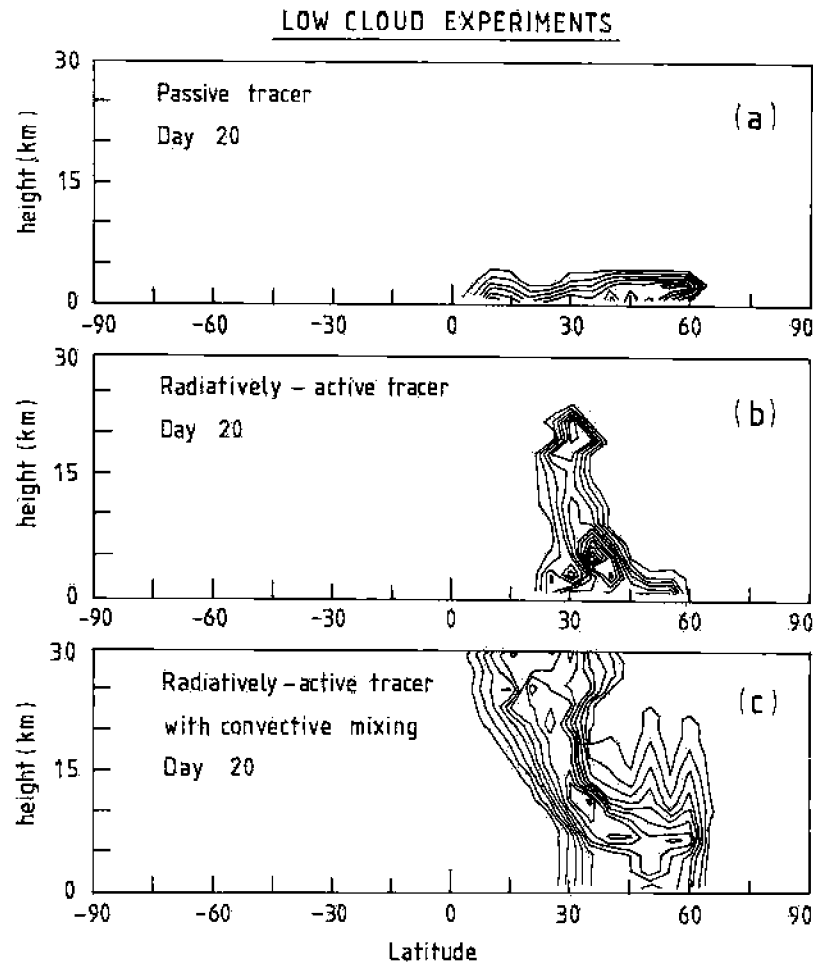 LOW CLOUD EXPERIMENTS
30
15
0
height (km)
Passive tracer
Day 20
(a)
-90 -60 -30 0 30 60 90
30
15
0
height (km)
Radiatively - active tracer
Day 20
(b)
-90 -60 -30 0 30 60 90
30
15
0
height (km)
Radiatively - active tracer
with convective mixing
Day 20
(c)
-90 -60 -30 0 30 60 90
Latitude